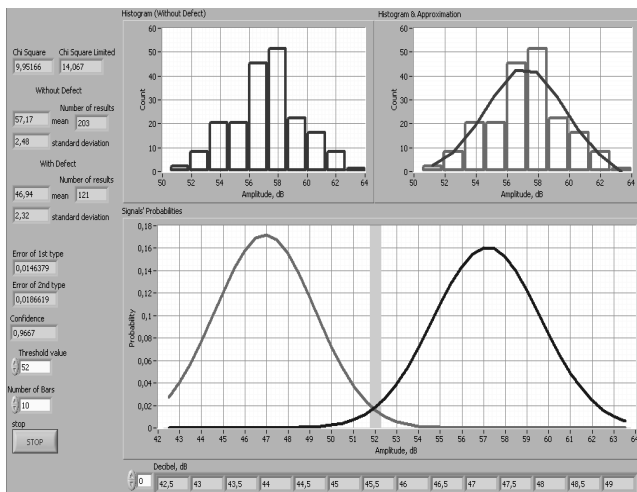 Histogram (Without Defect)
Histogram & Approximation
Chi Square Chi Square Limited
9,95166 14,067
Without Defect
Number of results
57,17 mean 203
2,48 standard deviation
With Defect
Number of results
46,94 mean 121
2,32 standard deviation
Error of 1st type
0,0146379
Error of 2nd type
0,0186619
Confidence
0,9667
Threshold value
52
Number of Bars
10
stop
STOP
60
50
40
30
20
10
0
Count
50 52 54 56 58 60 62 64
Amplitude, dB
60
50
40
30
20
10
0
Count
50 52 54 56 58 60 62 64
Amplitude, dB
Signals' Probabilities
0,18
0,16
0,14
0,12
0,1
0,08
0,06
0,04
0,02
0
Probability
42 43 44 45 46 47 48 49 50 51 52 53 54 55 56 57 58 59 60 61 62 63 64
Amplitude, dB
Decibel, dB
0 42,5 43 43,5 44 44,5 45 45,5 46 46,5 47 47,5 48 48,5 49